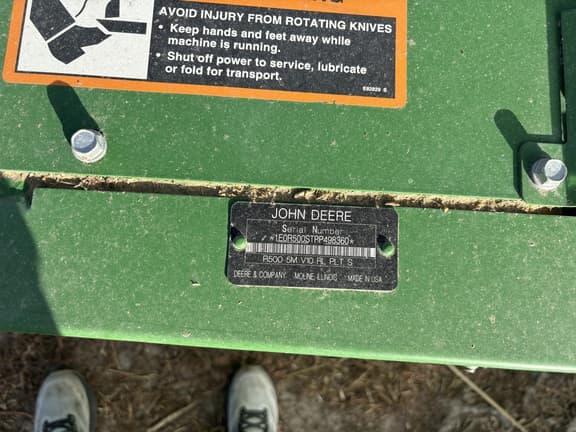 AVOID INJURY FROM ROTATING KNIVES
• Keep hands and feet away while
machine is running.
• Shut off power to service, lubricate
or fold for transport.
JOHN DEERE
Serial Number
*1E0R500STPP498360*
R500 5M V10 RL PLT S
DEERE & COMPANY MOLINE ILLINOIS MADE IN USA